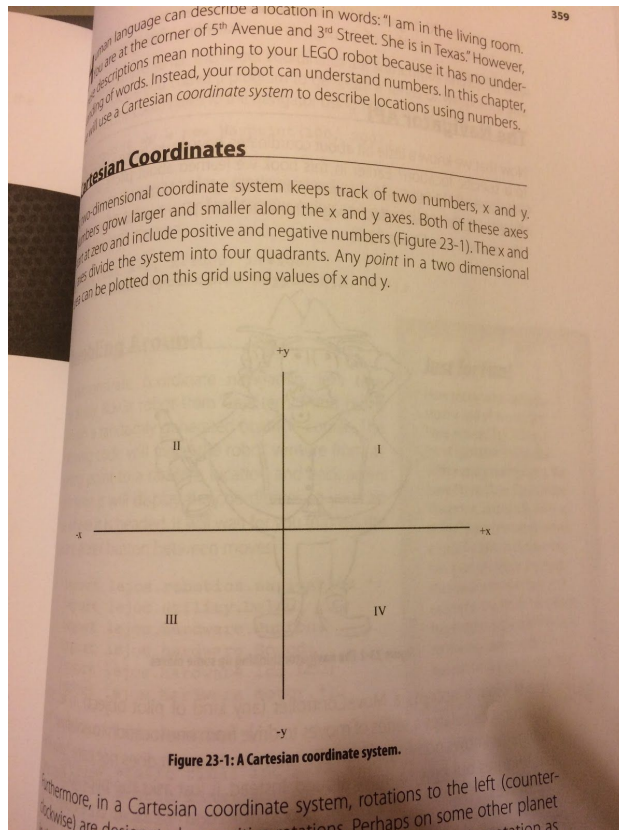 359
human language can describe a location in words: "I am in the living room.
You are at the corner of 5th Avenue and 3rd Street. She is in Texas." However,
descriptions mean nothing to your LEGO robot because it has no under-
of words. Instead, your robot can understand numbers. In this chapter,
will use a Cartesian coordinate system to describe locations using numbers.
Cartesian Coordinates
two-dimensional coordinate system keeps track of two numbers, x and y.
numbers grow larger and smaller along the x and y axes. Both of these axes
at zero and include positive and negative numbers (Figure 23-1). The x and
divide the system into four quadrants. Any point in a two dimensional
can be plotted on this grid using values of x and y.
+y
II
I
-x
+x
III
IV
-y
Figure 23-1: A Cartesian coordinate system.
Furthermore, in a Cartesian coordinate system, rotations to the left (counter-
clockwise) are Perhaps on some other planet
as